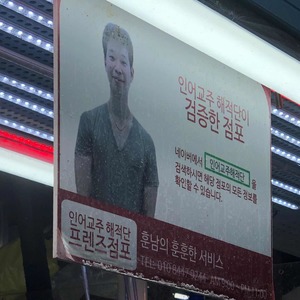 인어교주 해적단이
검증한 점포
네이버에서 인어교주해적단 을
검색하시면 해당 점포의 모든 정보를
확인할 수 있습니다.
인어교주 해적단
프렌즈점포
훈남의 훈훈한 서비스
TEL